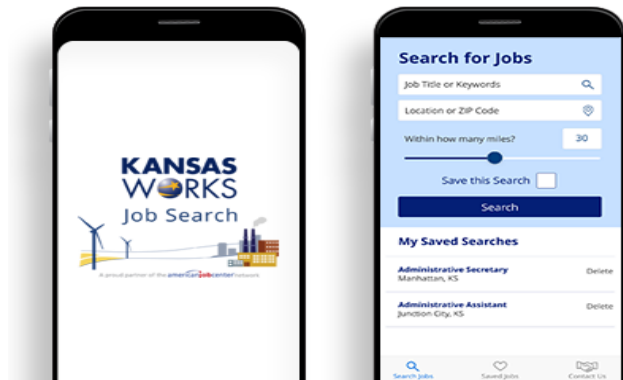 KANSAS
WORKS
Job Search
A proud partner of the americanjobcenter network
Search for Jobs
Job Title or Keywords
Location or ZIP Code
Within how many miles?
30
Save this Search
Search
My Saved Searches
Administrative Secretary
Delete
Manhattan, KS
Administrative Assistant
Delete
Junction City, KS
Search Jobs
Saved Jobs
Contact Us